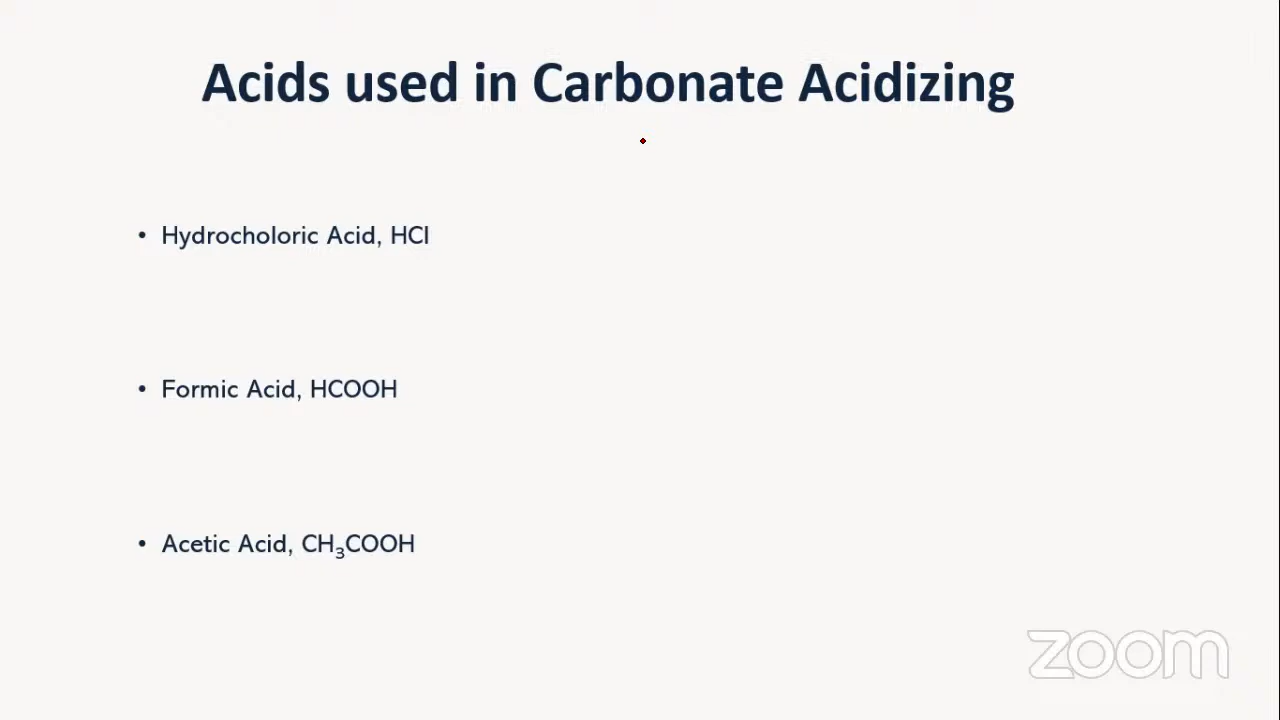 Acids used in Carbonate Acidizing
• Hydrocholoric Acid, HCl
• Formic Acid, HCOOH
• Acetic Acid, CH₃COOH
zoom